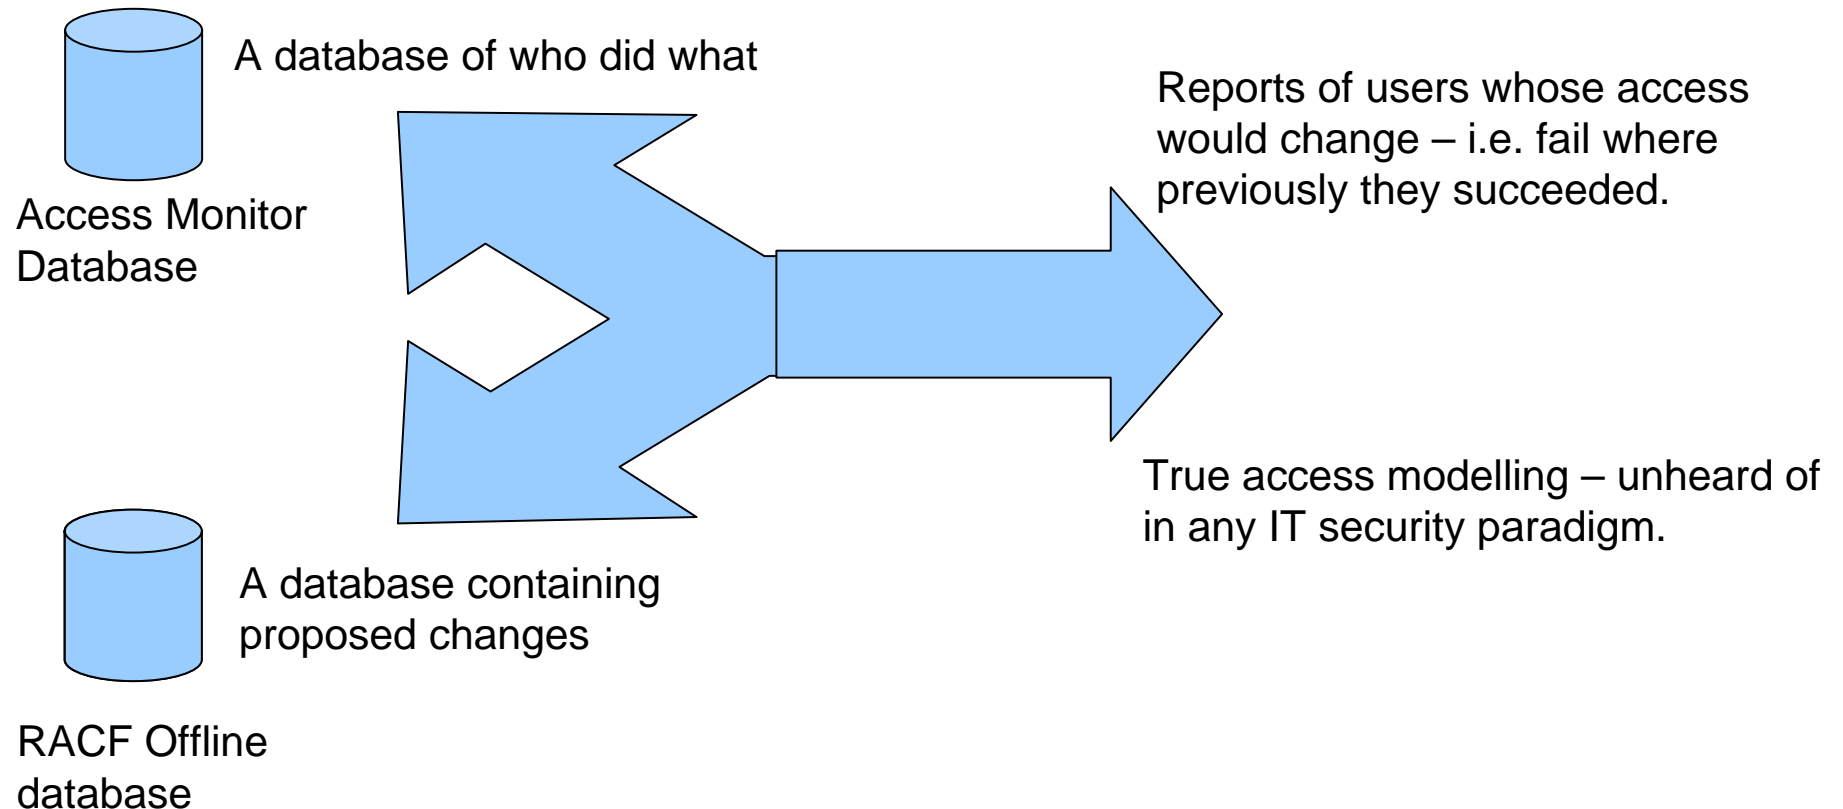 A database of who did what
Access Monitor
Database
Reports of users whose access
would change – i.e. fail where
previously they succeeded.
True access modelling – unheard of
in any IT security paradigm.
A database containing
proposed changes
RACF Offline
database